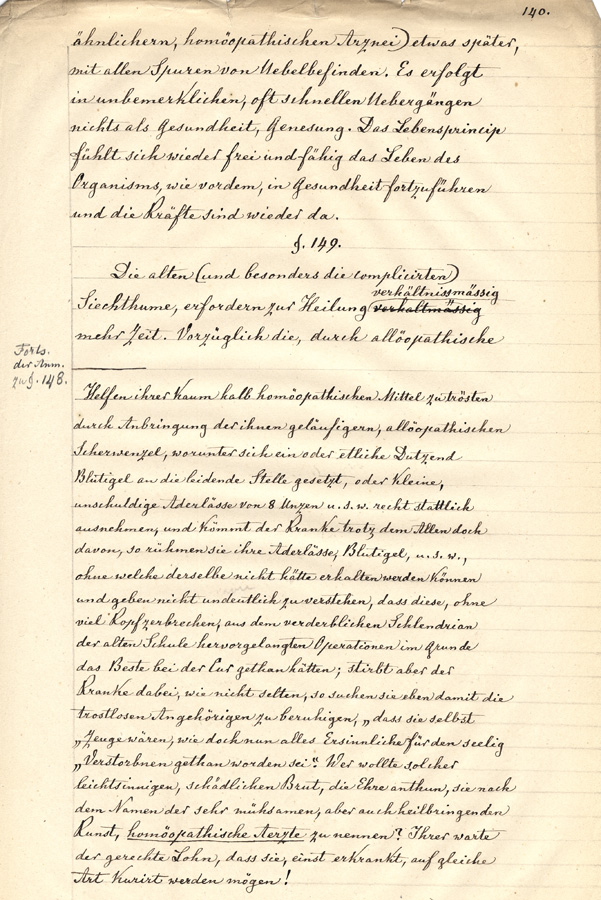 140.
ähnlichern, homöopathischen Arznei) etwas später,
mit allen Spuren von Uebelbefinden. Es erfolgt
in unbemerklichen, oft schnellen Uebergängen
nichts als Gesundheit, Genesung. Das Lebensprincip
fühlt sich wieder frei und fähig das Leben des
Organisms, wie vordem, in Gesundheit fortzuführen
und die Kräfte sind wieder da.
§. 149.
Die alten (und besonders die complicirten)
verhältnissmässig
Siechthume, erfordern zur Heilung verhaltmässig
mehr Zeit. Vorzüglich die, durch allöopathische
Forts.
der Anm.
zu §. 148.
Helfen ihrer kaum halb homöopathischen Mittel zu trösten
durch Anbringung der ihnen geläufigern, allöopathischen
Scherwenzel, worunter sich ein oder etliche Dutzend
Blutigel an die leidende Stelle gesetzt, oder kleine,
unschuldige Aderlässe von 8 Unzen u. s. w. recht stattlich
ausnehmen, und kömmt der Kranke trotz dem Allen doch
davon, so rühmen sie ihre Aderlässe, Blutigel, u. s. w.,
ohne welche derselbe nicht hätte erhalten werden können
und geben nicht undeutlich zu verstehen, dass diese, ohne
viel Kopfzerbrechen, aus dem verderblichen Schlendrian
der alten Schule hervorgelangten Operationen im Grunde
das Beste bei der Cur gethan hätten; stirbt aber der
Kranke dabei, wie nicht selten, so suchen sie eben damit die
trostlosen Angehörigen zu beruhigen, „dass sie selbst
„Zeuge wären, wie doch nun alles Ersinnliche für den seelig
„Verstorbnen gethan worden sei“. Wer wollte solcher
leichtsinnigen, schädlichen Brut, die Ehre anthun, sie nach
dem Namen der sehr mühsamen, aber auch heilbringenden
Kunst, homöopathische Aerzte zu nennen? Ihrer warte
der gerechte Lohn, dass sie, einst erkrankt, auf gleiche
Art kurirt werden mögen!